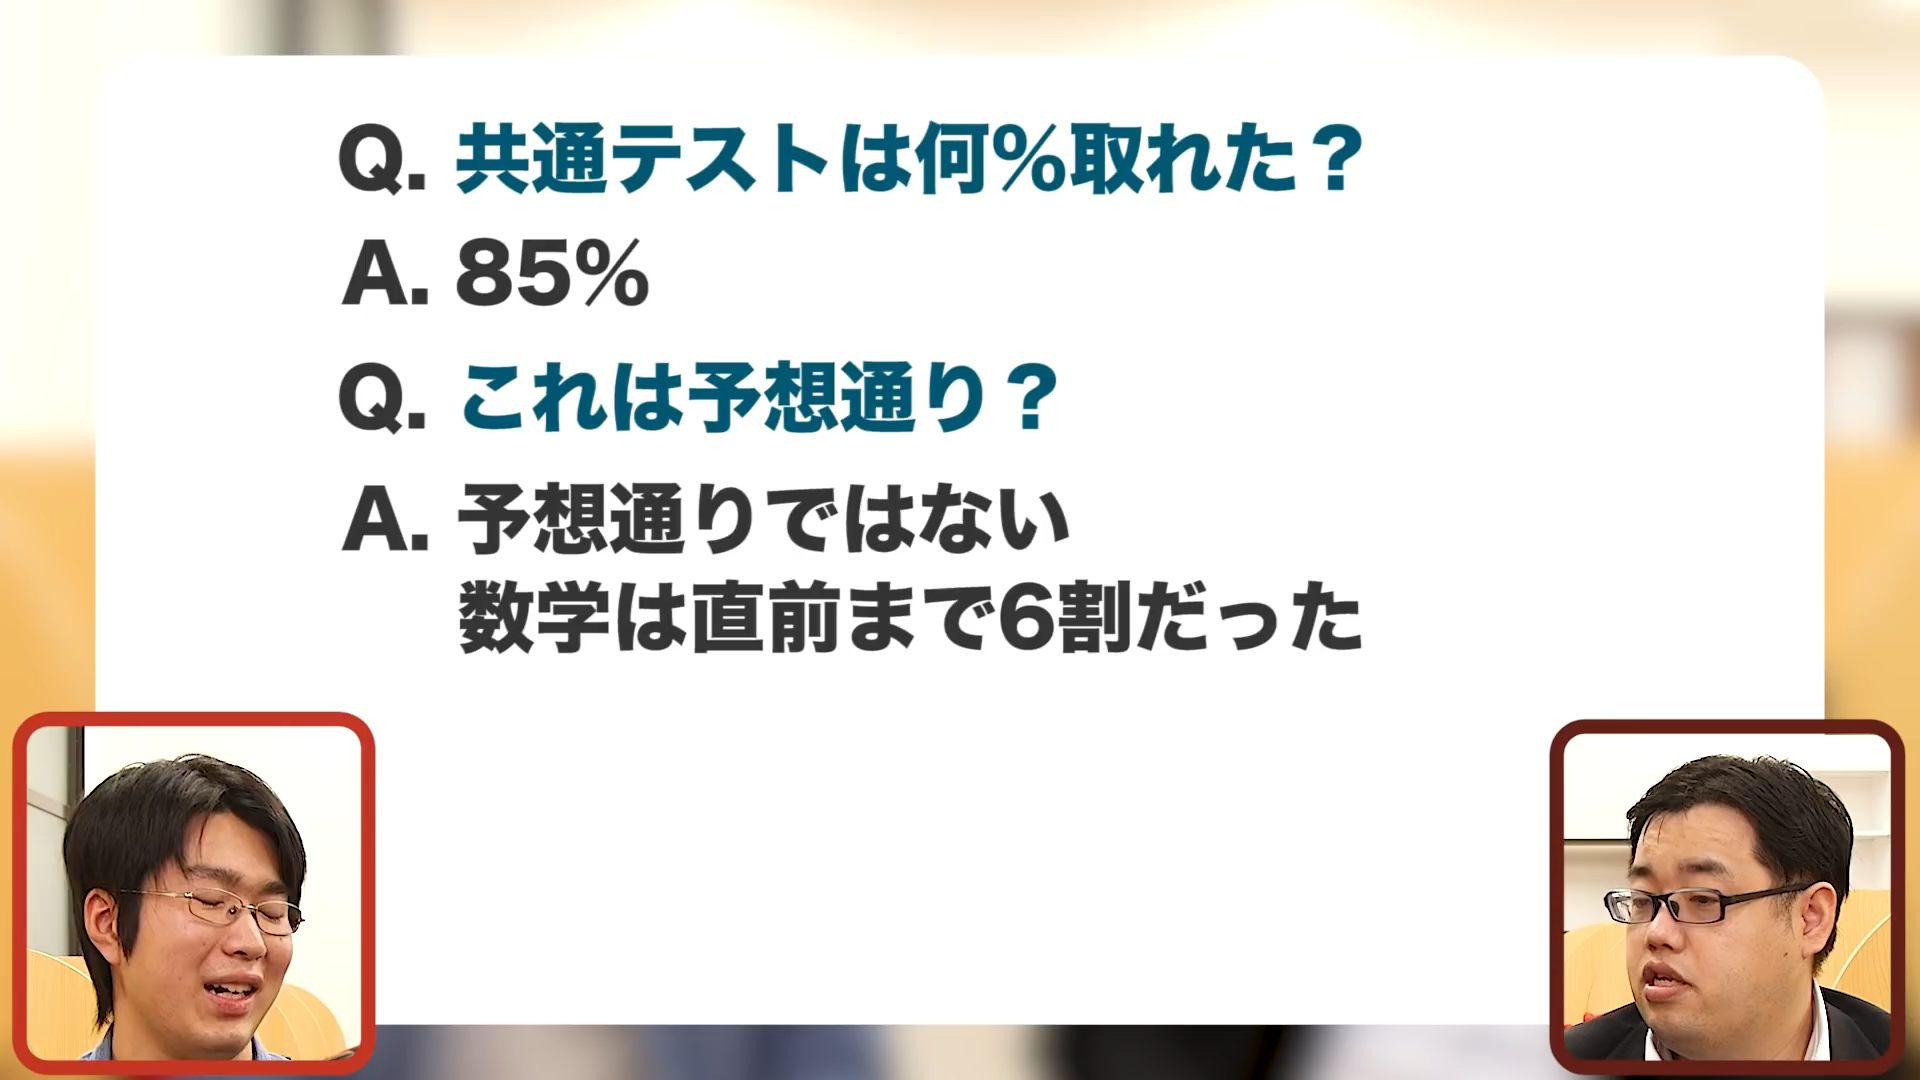 Q. 共通テストは何%取れた？
A. 85%
Q. これは予想通り？
A. 予想通りではない
数学は直前まで6割だった